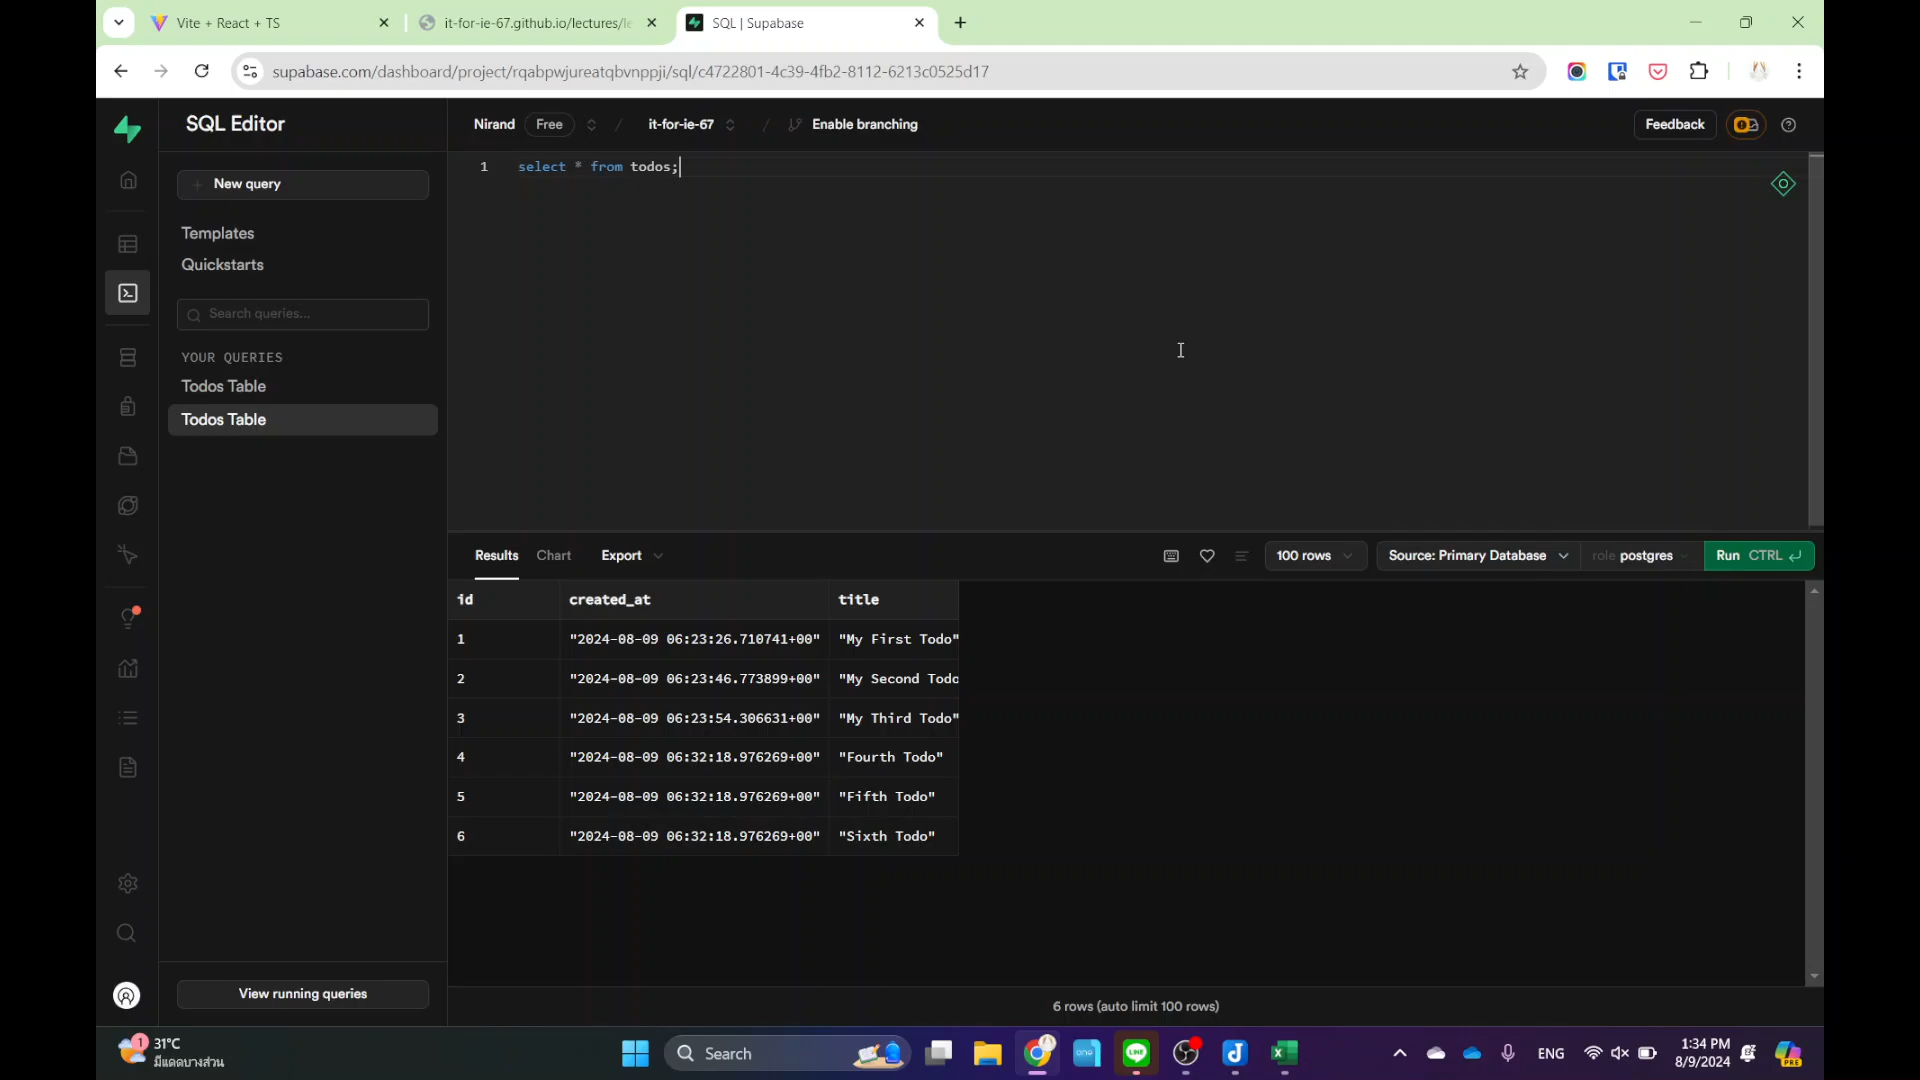 Vite + React + TS
it-for-ie-67.github.io/lectures/le
SQL | Supabase
supabase.com/dashboard/project/rqabpwjureatqbvnppji/sql/c4722801-4c39-4fb2-8112-6213c0525d17
SQL Editor
Nirand Free / it-for-ie-67 / Enable branching
Feedback
New query
1 select * from todos;
Templates
Quickstarts
Search queries...
YOUR QUERIES
Todos Table
Todos Table
Results Chart Export
100 rows Source: Primary Database role postgres Run CTRL
id created_at title
1 "2024-08-09 06:23:26.710741+00" "My First Todo"
2 "2024-08-09 06:23:46.773899+00" "My Second Todo
3 "2024-08-09 06:23:54.306631+00" "My Third Todo"
4 "2024-08-09 06:32:18.976269+00" "Fourth Todo"
5 "2024-08-09 06:32:18.976269+00" "Fifth Todo"
6 "2024-08-09 06:32:18.976269+00" "Sixth Todo"
View running queries
6 rows (auto limit 100 rows)
1
31°C
มีแดดบางส่วน
Search
one
LINE
ENG
1:34 PM
8/9/2024
PRE